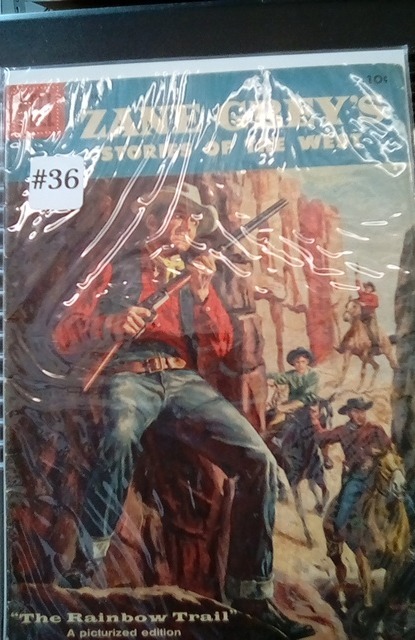 10¢
ZANE GREY'S
STORIES OF THE WEST
#36
"The Rainbow Trail"
A picturized edition